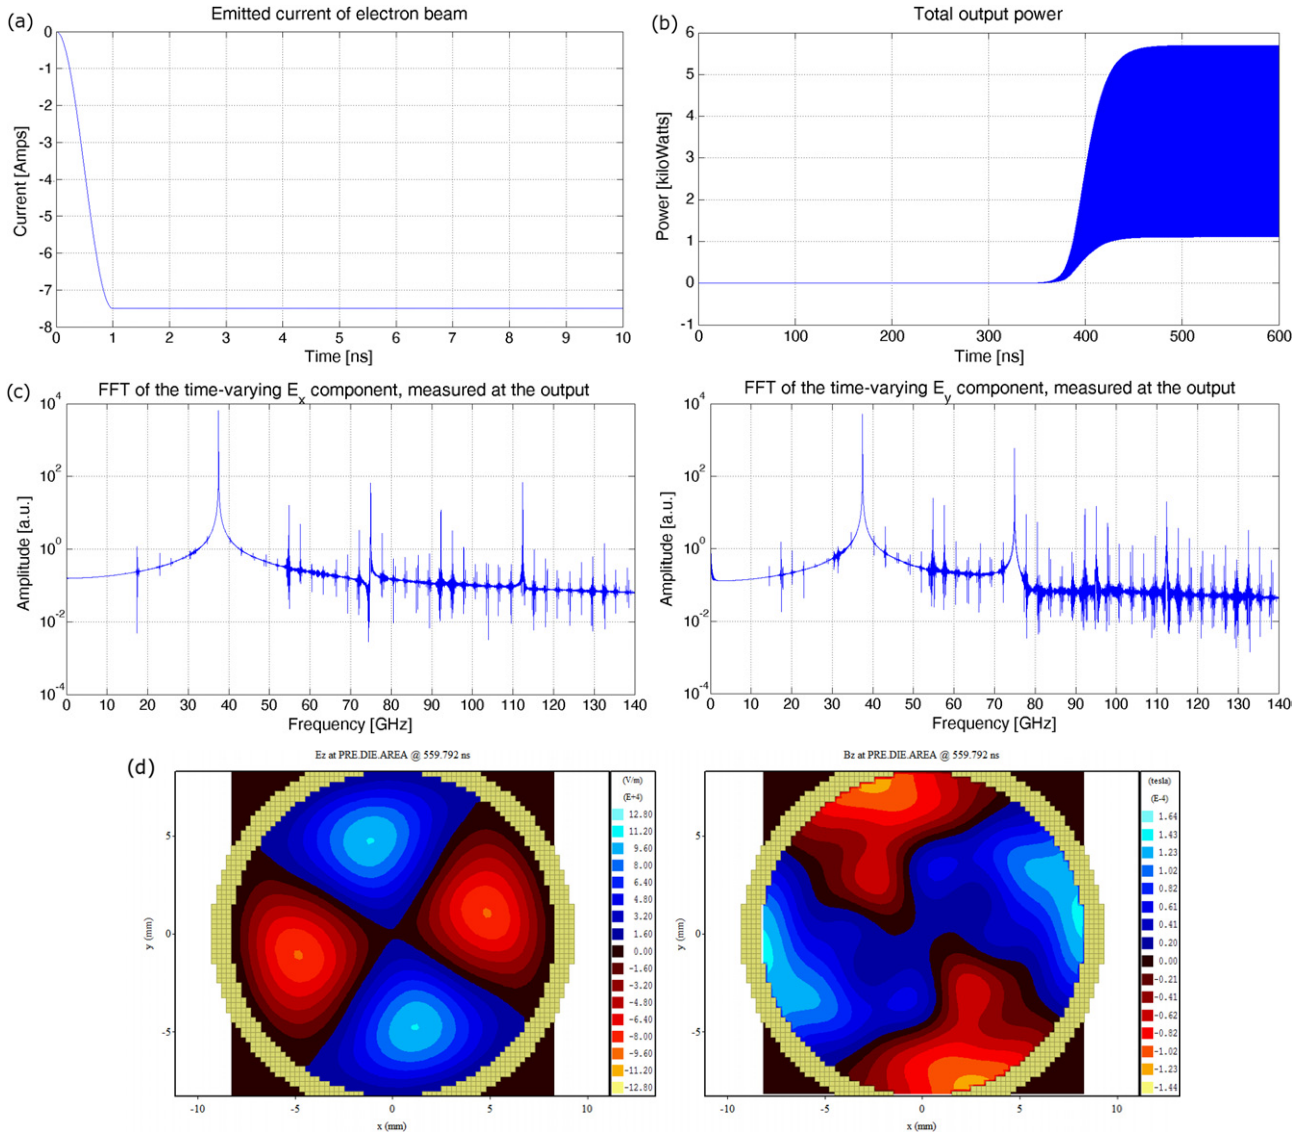 (a)
Emitted current of electron beam
0
-1
-2
-3
-4
-5
-6
-7
-8
Current [Amps]
0 1 2 3 4 5 6 7 8 9 10
Time [ns]
(b)
Total output power
6
5
4
3
2
1
0
-1
Power [kiloWatts]
0 100 200 300 400 500 600
Time [ns]
(c)
FFT of the time-varying Ex component, measured at the output
10^4
10^2
10^0
10^-2
10^-4
Amplitude [a.u.]
0 10 20 30 40 50 60 70 80 90 100 110 120 130 140
Frequency [GHz]
FFT of the time-varying Ey component, measured at the output
10^4
10^2
10^0
10^-2
10^-4
Amplitude [a.u.]
0 10 20 30 40 50 60 70 80 90 100 110 120 130 140
Frequency [GHz]
(d)
Ez at PRE.DIE.AREA @ 559.792 ns
5
0
-5
y (mm)
-10 -5 0 5 10
x (mm)
(V/m)
(E+4)
12.80
11.20
9.60
8.00
6.40
4.80
3.20
1.60
0.00
-1.60
-3.20
-4.80
-6.40
-8.00
-9.60
-11.20
-12.80
Bz at PRE.DIE.AREA @ 559.792 ns
5
0
-5
y (mm)
-10 -5 0 5 10
x (mm)
(tesla)
(E-4)
1.64
1.43
1.23
1.02
0.82
0.61
0.41
0.20
0.00
-0.21
-0.41
-0.62
-0.82
-1.02
-1.23
-1.44